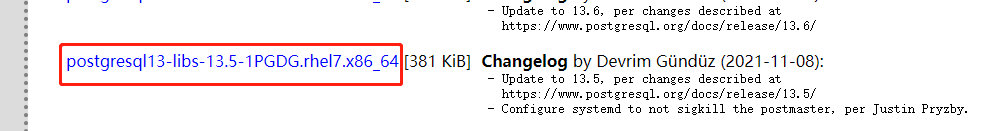 - Update to 13.6, per changes described at
https://www.postgresql.org/docs/release/13.6/
postgresql13-libs-13.5-1PGDG.rhel7.x86_64 [381 KiB] Changelog by Devrim Gündüz (2021-11-08):
- Update to 13.5, per changes described at
https://www.postgresql.org/docs/release/13.5/
- Configure systemd to not sigkill the postmaster, per Justin Pryzby.